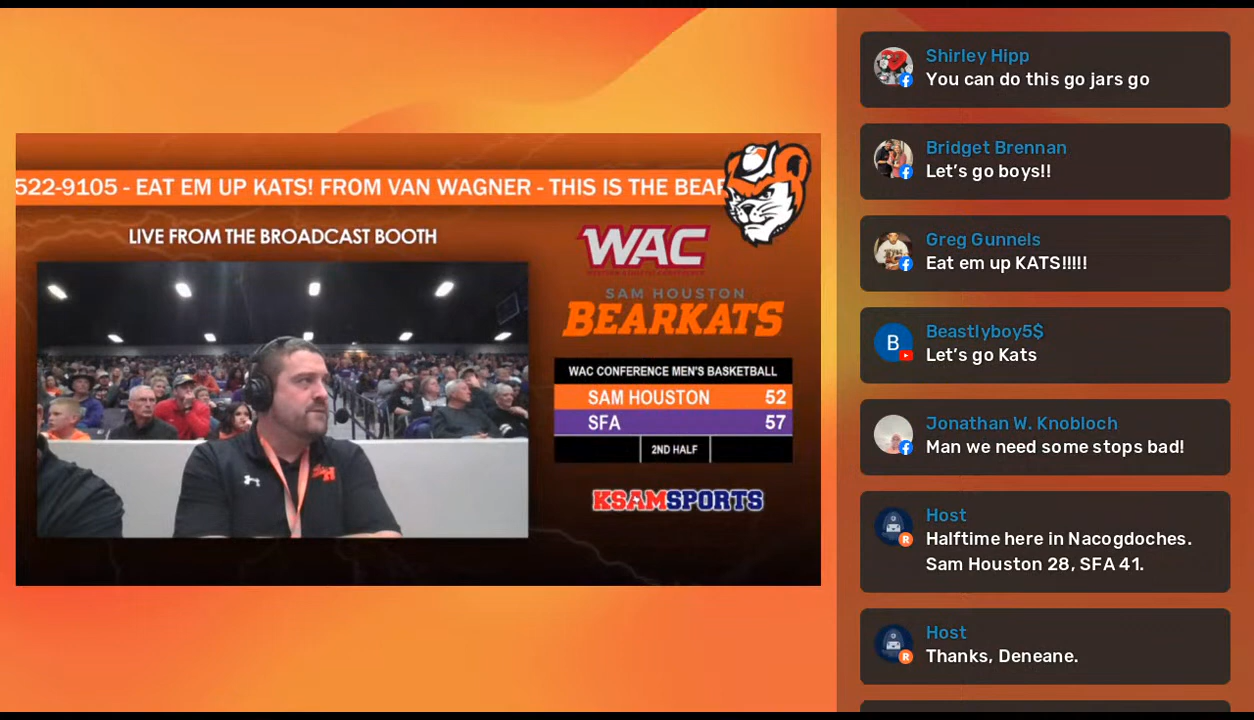 522-9105 - EAT EM UP KATS! FROM VAN WAGNER - THIS IS THE BEAR
LIVE FROM THE BROADCAST BOOTH
WAC
SAM HOUSTON
BEARKATS
WAC CONFERENCE MEN'S BASKETBALL
SAM HOUSTON 52
SFA 57
2ND HALF
KSAMSPORTS
Shirley Hipp
You can do this go jars go
Bridget Brennan
Let’s go boys!!
Greg Gunnels
Eat em up KATS!!!!!
B
Beastlyboy5$
Let’s go Kats
Jonathan W. Knobloch
Man we need some stops bad!
Host
Halftime here in Nacogdoches.
Sam Houston 28, SFA 41.
Host
Thanks, Deneane.